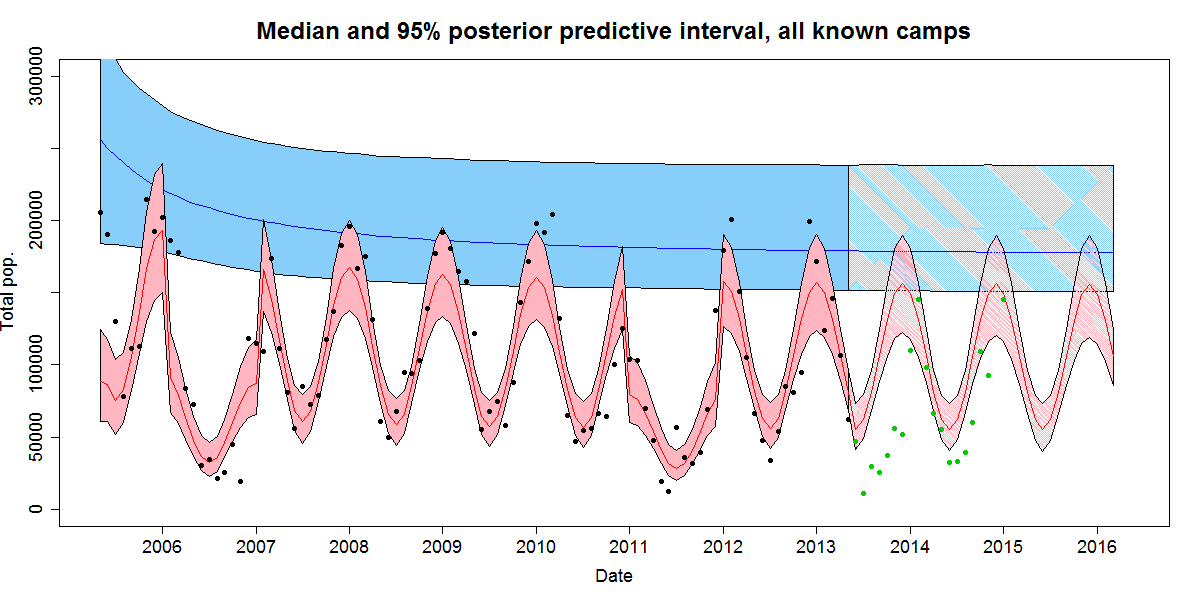 Median and 95% posterior predictive interval, all known camps
Total pop.
300000
200000
100000
50000
0
2006 2007 2008 2009 2010 2011 2012 2013 2014 2015 2016
Date